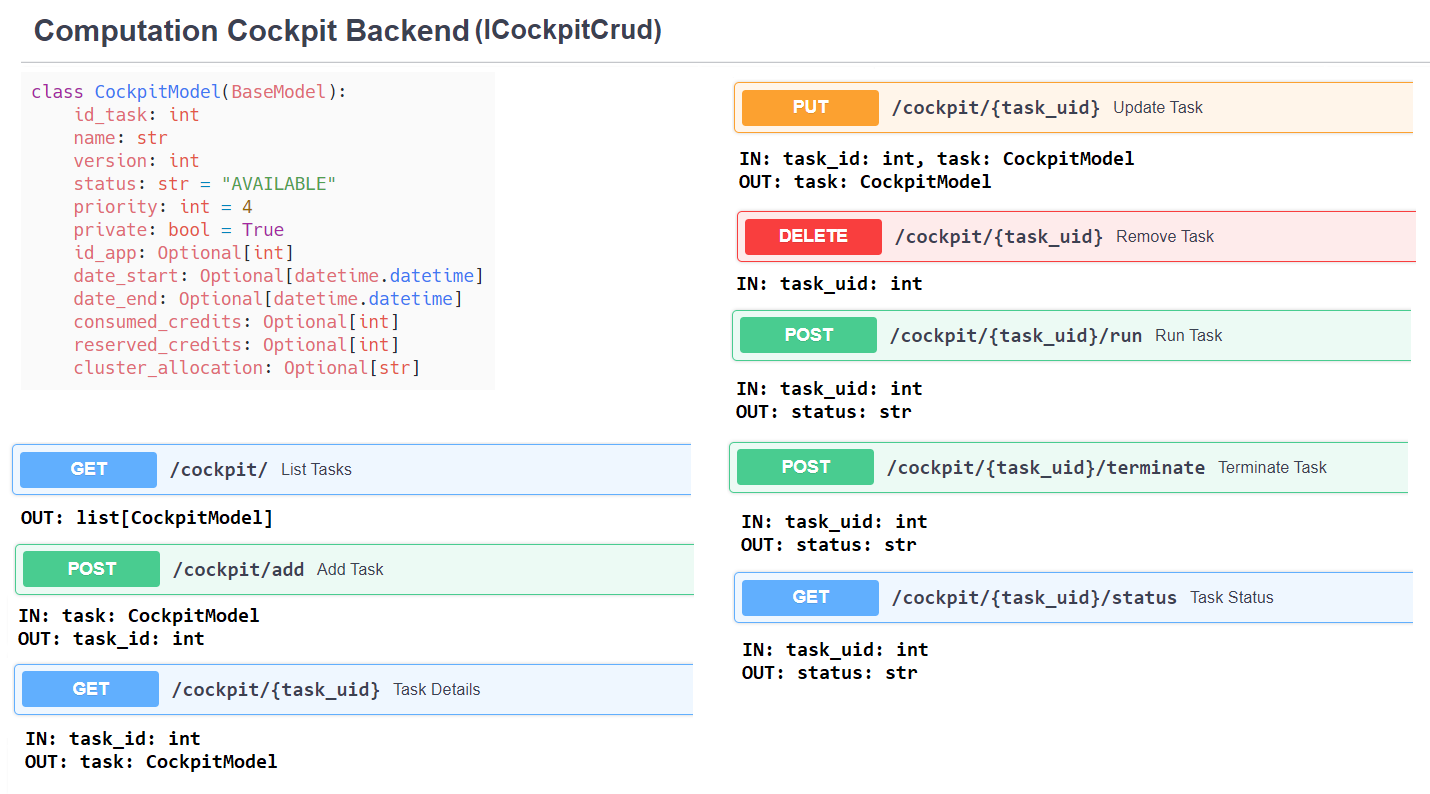 Computation Cockpit Backend (ICockpitCrud)
class CockpitModel(BaseModel):
    id_task: int
    name: str
    version: int
    status: str = "AVAILABLE"
    priority: int = 4
    private: bool = True
    id_app: Optional[int]
    date_start: Optional[datetime.datetime]
    date_end: Optional[datetime.datetime]
    consumed_credits: Optional[int]
    reserved_credits: Optional[int]
    cluster_allocation: Optional[str]
GET /cockpit/ List Tasks
OUT: list[CockpitModel]
POST /cockpit/add Add Task
IN: task: CockpitModel
OUT: task_id: int
GET /cockpit/{task_uid} Task Details
IN: task_id: int
OUT: task: CockpitModel
PUT /cockpit/{task_uid} Update Task
IN: task_id: int, task: CockpitModel
OUT: task: CockpitModel
DELETE /cockpit/{task_uid} Remove Task
IN: task_uid: int
POST /cockpit/{task_uid}/run Run Task
IN: task_uid: int
OUT: status: str
POST /cockpit/{task_uid}/terminate Terminate Task
IN: task_uid: int
OUT: status: str
GET /cockpit/{task_uid}/status Task Status
IN: task_uid: int
OUT: status: str